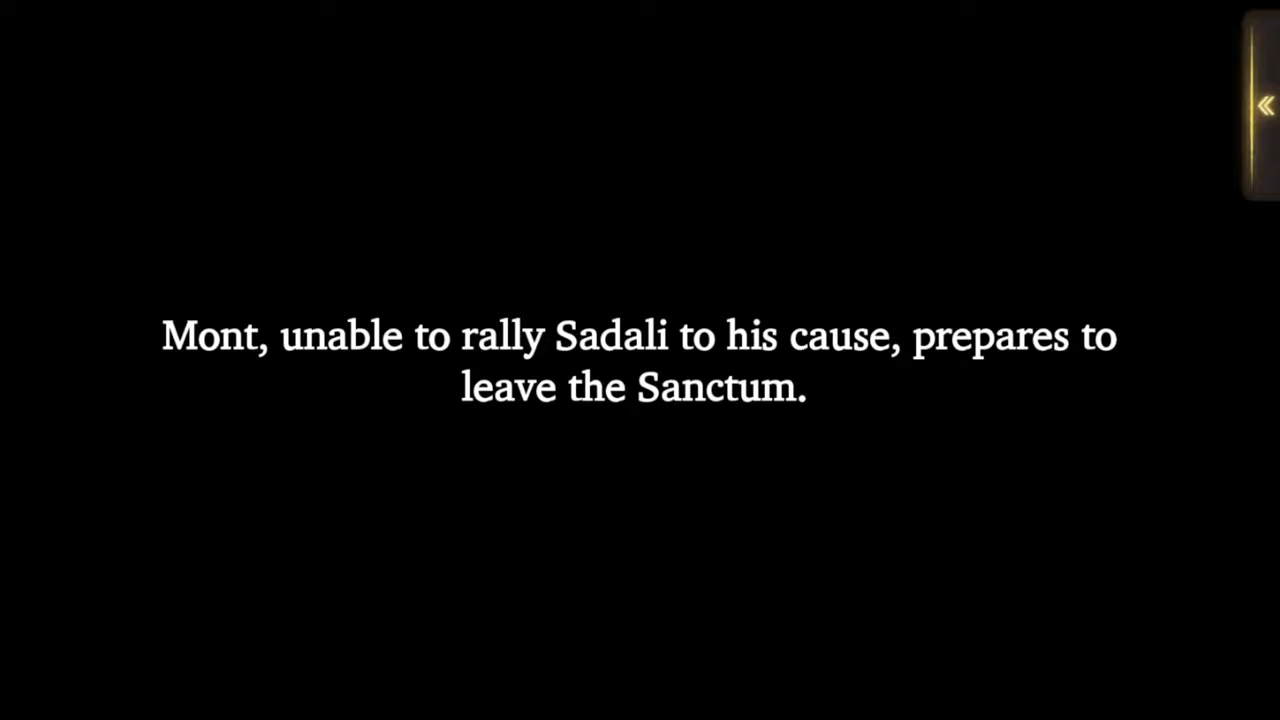 Mont, unable to rally Sadali to his cause, prepares to
leave the Sanctum.